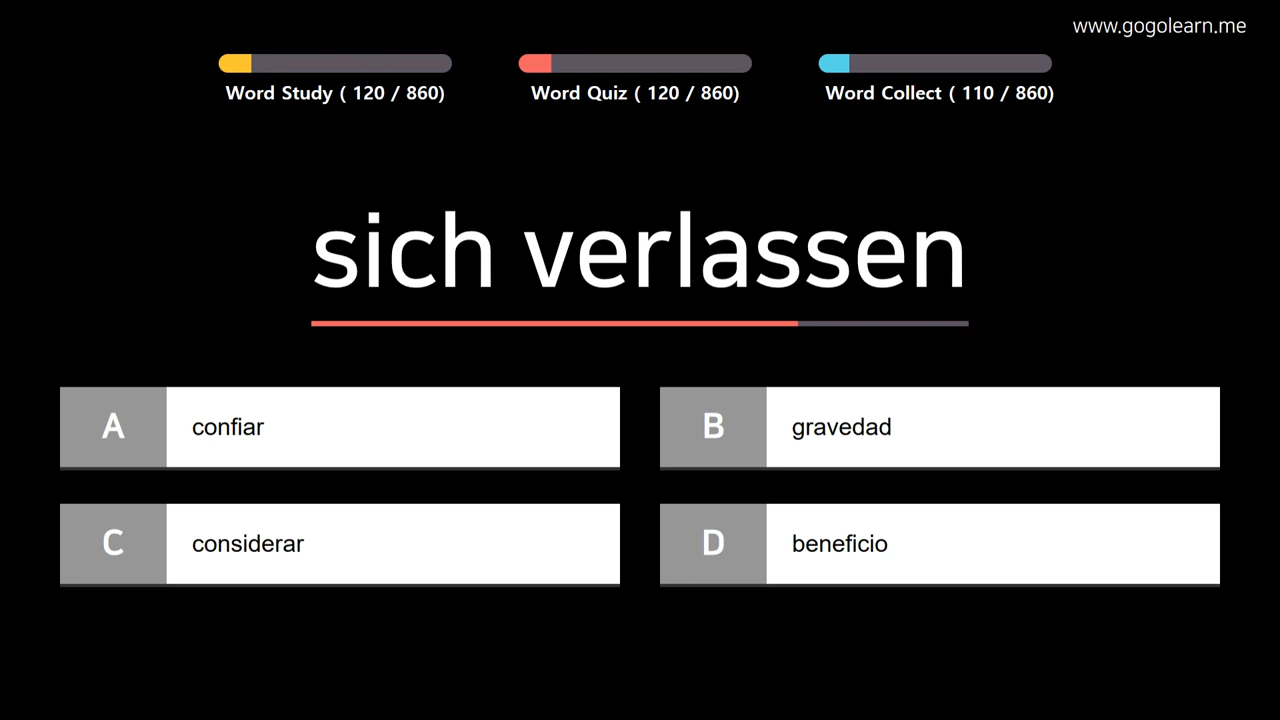 www.gogolearn.me
Word Study ( 120 / 860)
Word Quiz ( 120 / 860)
Word Collect ( 110 / 860)
sich verlassen
A confiar
B gravedad
C considerar
D beneficio